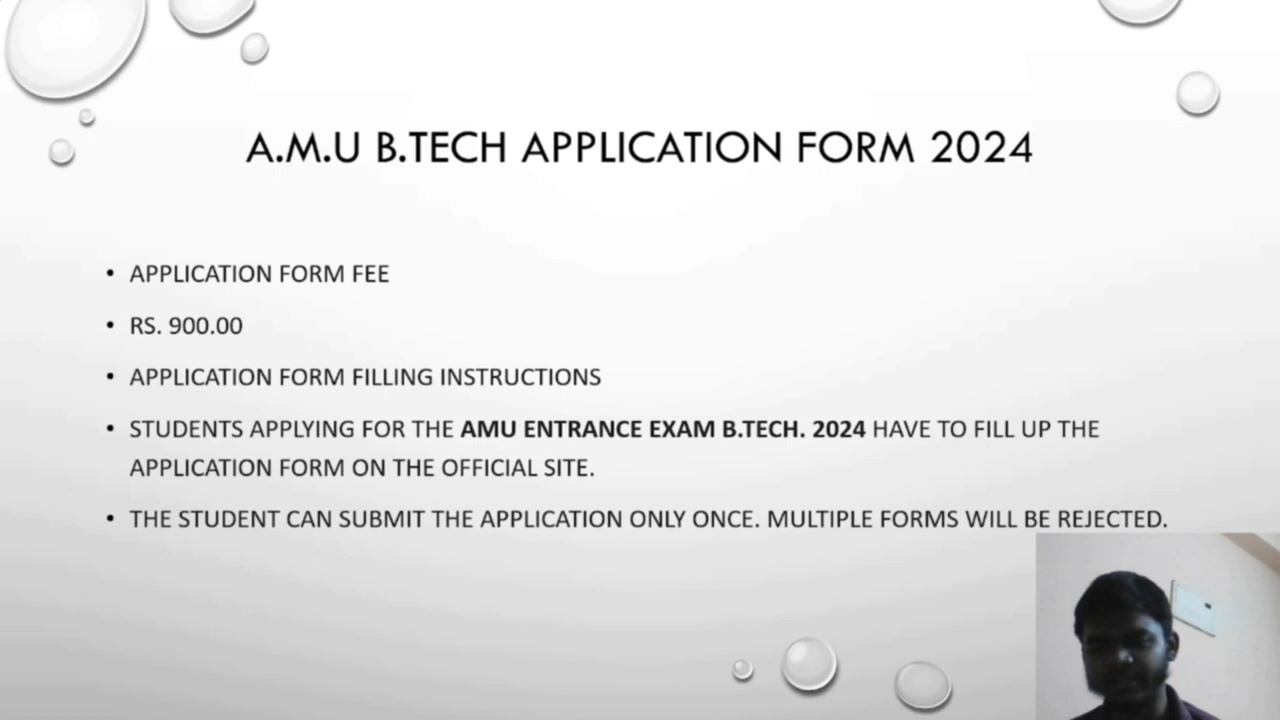 A.M.U B.TECH APPLICATION FORM 2024
• APPLICATION FORM FEE
• RS. 900.00
• APPLICATION FORM FILLING INSTRUCTIONS
• STUDENTS APPLYING FOR THE AMU ENTRANCE EXAM B.TECH. 2024 HAVE TO FILL UP THE
APPLICATION FORM ON THE OFFICIAL SITE.
• THE STUDENT CAN SUBMIT THE APPLICATION ONLY ONCE. MULTIPLE FORMS WILL BE REJECTED.